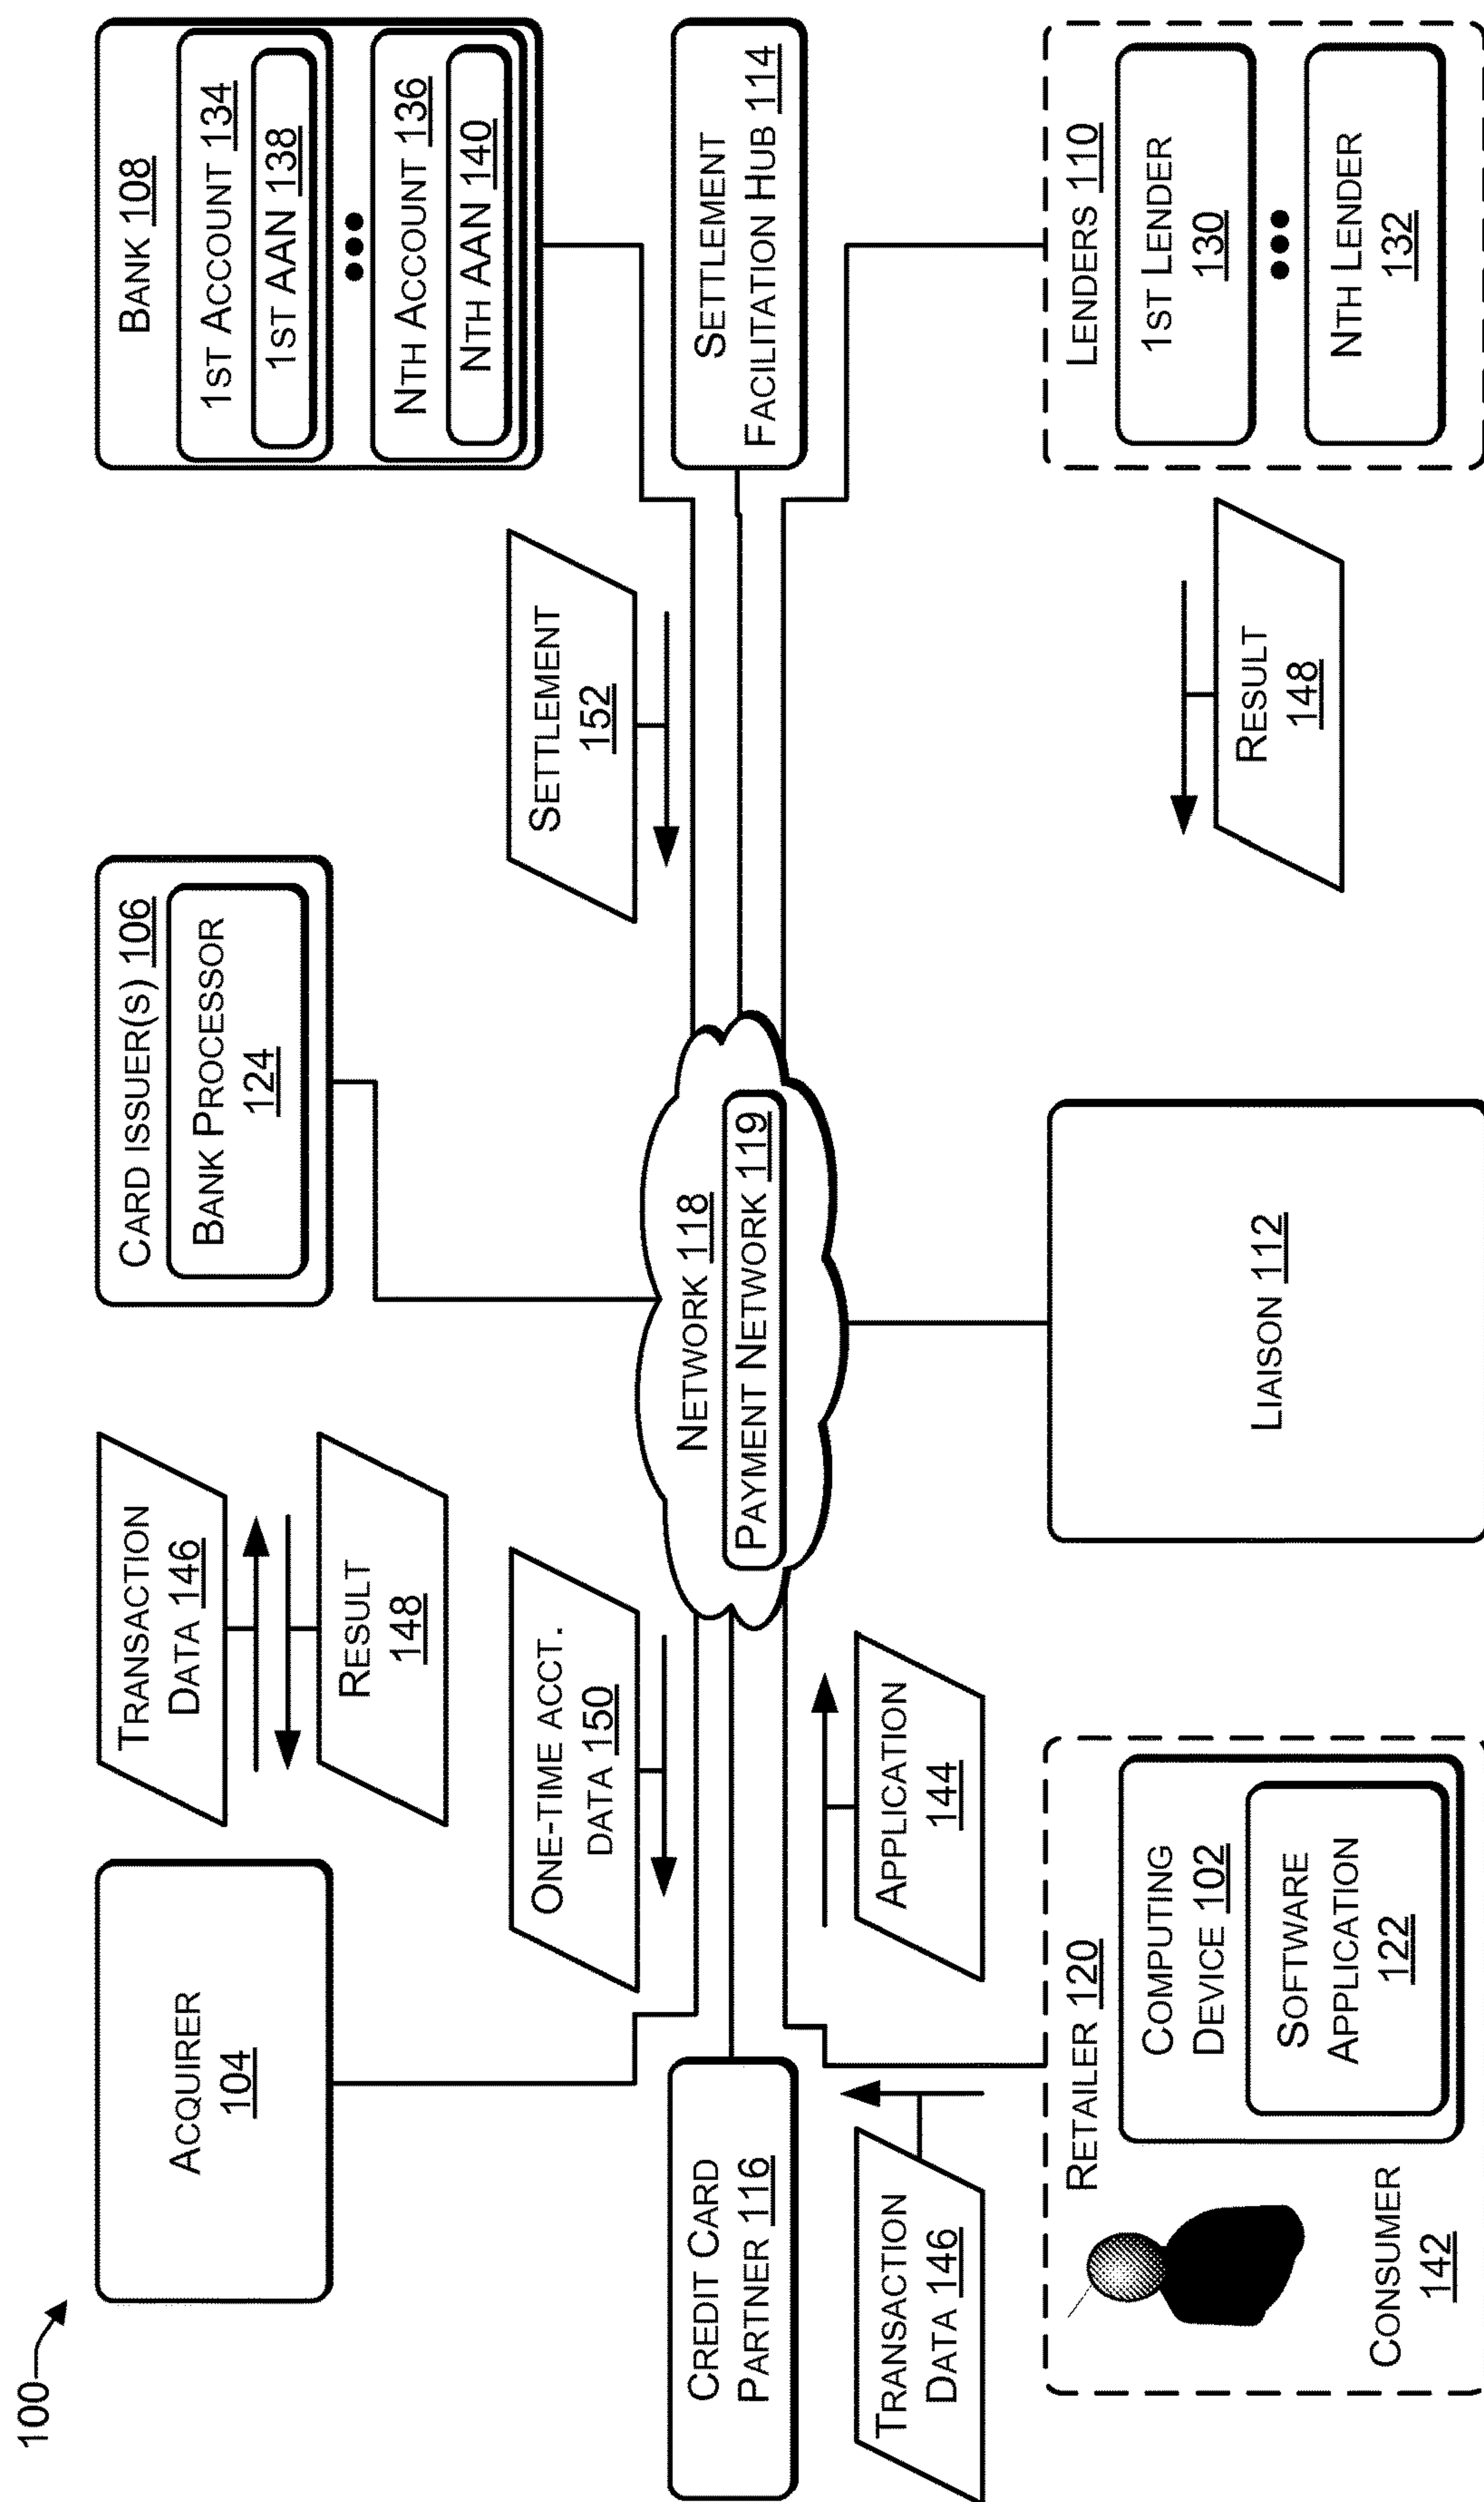 100
ACQUIRER
104
TRANSACTION
DATA 146
RESULT
148
CARD ISSUER(S) 106
BANK PROCESSOR
124
BANK 108
1ST ACCOUNT 134
1ST AAN 138
NTH ACCOUNT 136
NTH AAN 140
ONE-TIME ACCT.
DATA 150
SETTLEMENT
152
CREDIT CARD
PARTNER 116
NETWORK 118
PAYMENT NETWORK 119
SETTLEMENT
FACILITATION HUB 114
TRANSACTION
DATA 146
APPLICATION
144
RETAILER 120
COMPUTING
DEVICE 102
SOFTWARE
APPLICATION
122
CONSUMER
142
LIAISON 112
RESULT
148
LENDERS 110
1ST LENDER
130
NTH LENDER
132